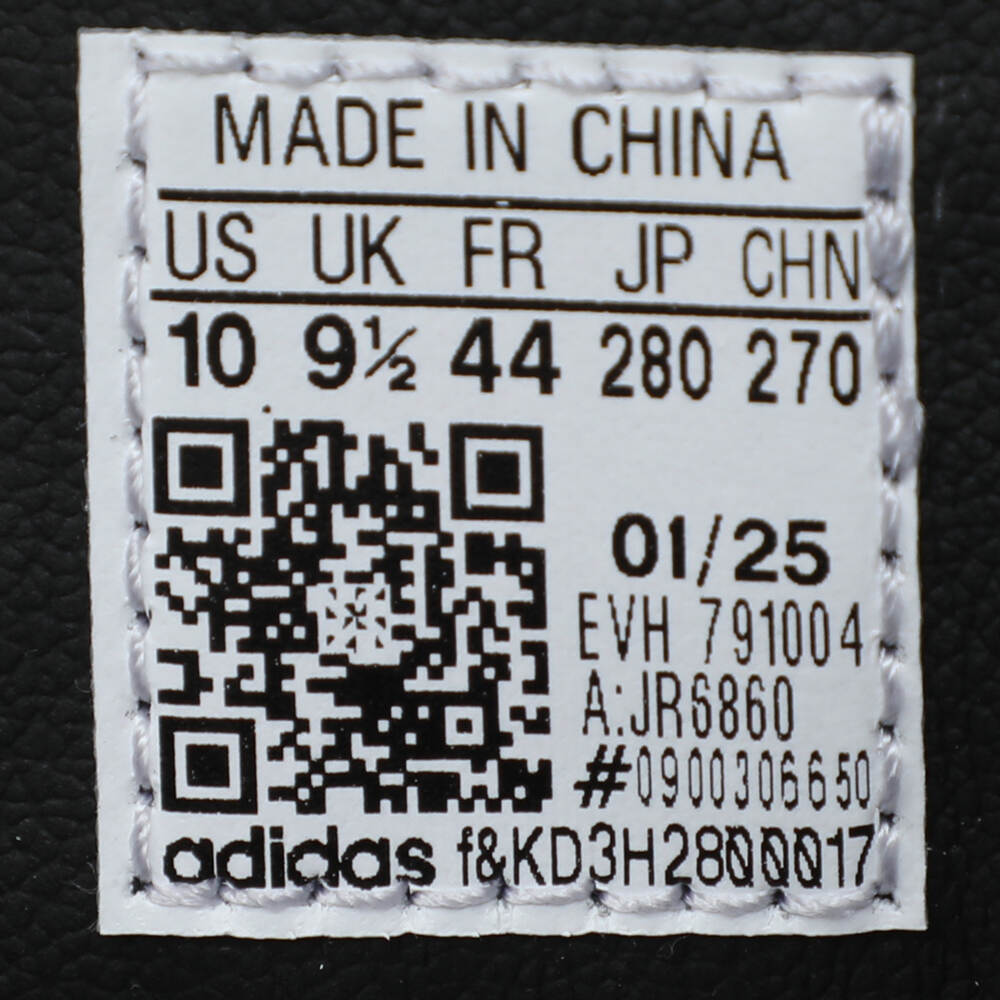 MADE IN CHINA
US UK FR JP CHN
10 9½ 44 280 270
01/25
EVH 791004
A:JR6860
#0900306650
adidas f&KD3H2800017